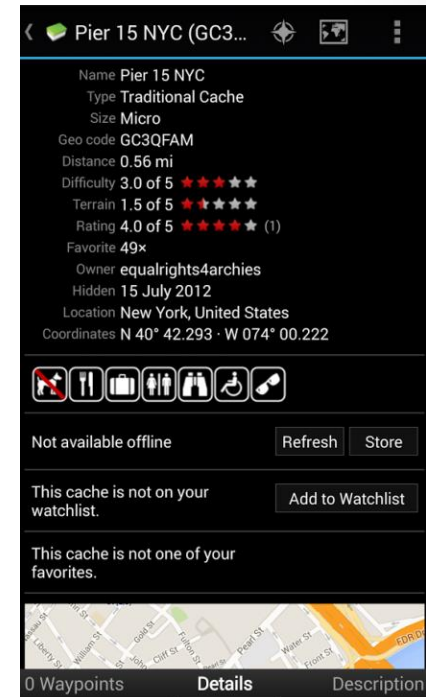 Pier 15 NYC (GC3...
Name Pier 15 NYC
Type Traditional Cache
Size Micro
Geo code GC3QFAM
Distance 0.56 mi
Difficulty 3.0 of 5
Terrain 1.5 of 5
Rating 4.0 of 5 (1)
Favorite 49×
Owner equalrights4archies
Hidden 15 July 2012
Location New York, United States
Coordinates N 40° 42.293 · W 074° 00.222
Not available offline Refresh Store
This cache is not on your
watchlist. Add to Watchlist
This cache is not one of your
favorites.
Nassau St
William St
Liberty St
Gold St
John St
Cliff St
Fulton St
Pearl St
Pearl St
Water St
Front St
FDR D
0 Waypoints Details Description